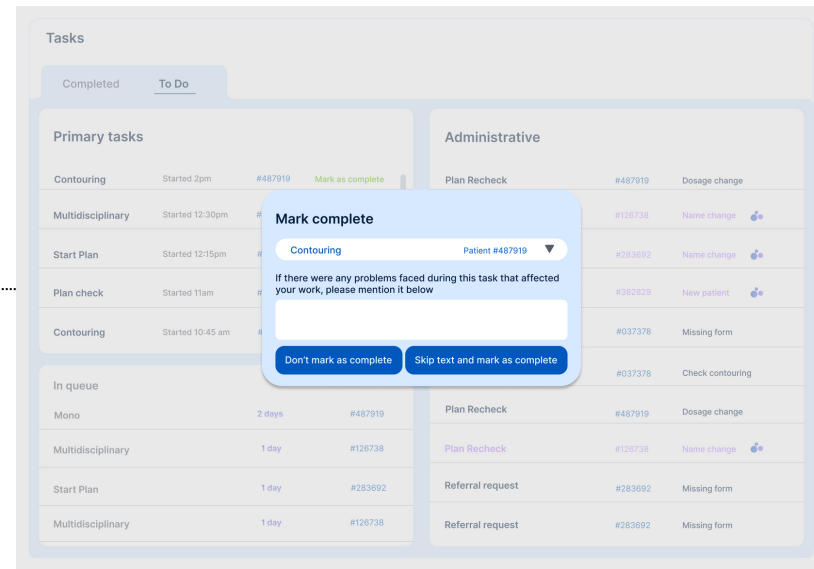 Tasks
Completed To Do
Primary tasks
Contouring Started 2pm #487919 Mark as complete
Multidisciplinary Started 12:30pm #
Start Plan Started 12:15pm #
Plan check Started 11am #
Contouring Started 10:45 am #
In queue
Mono 2 days #487919
Multidisciplinary 1 day #126738
Start Plan 1 day #283692
Multidisciplinary 1 day #126738
Administrative
Plan Recheck #487919 Dosage change
#126738 Name change
#283692 Name change
#382829 New patient
#037378 Missing form
#037378 Check contouring
Plan Recheck #487919 Dosage change
Plan Recheck #126738 Name change
Referral request #283692 Missing form
Referral request #283692 Missing form
Mark complete
Contouring Patient #487919
If there were any problems faced during this task that affected
your work, please mention it below
Don't mark as complete Skip text and mark as complete